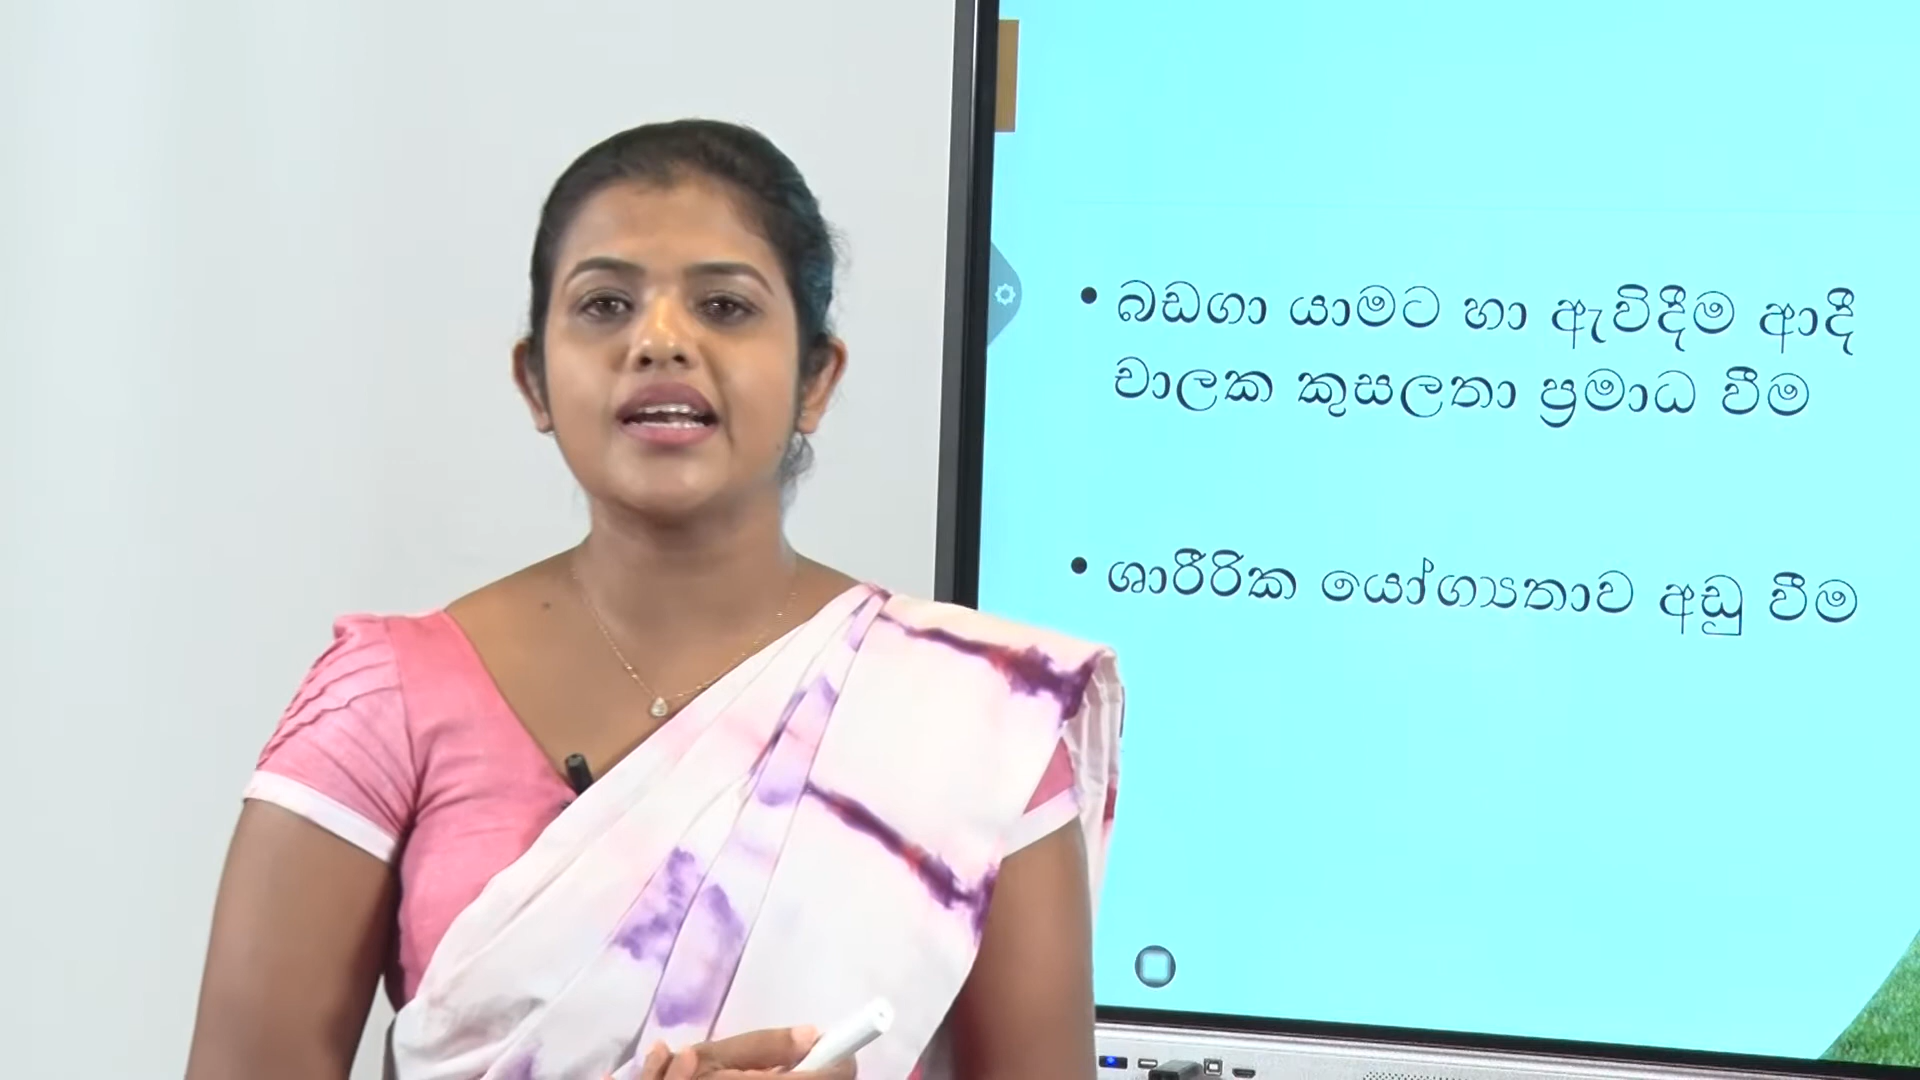 • බඩගා යාමට හා ඇවිදීම ආදී
චාලක කුසලතා ප්‍රමාධ වීම
• ශාරීරික යෝග්‍යතාව අඩු වීම